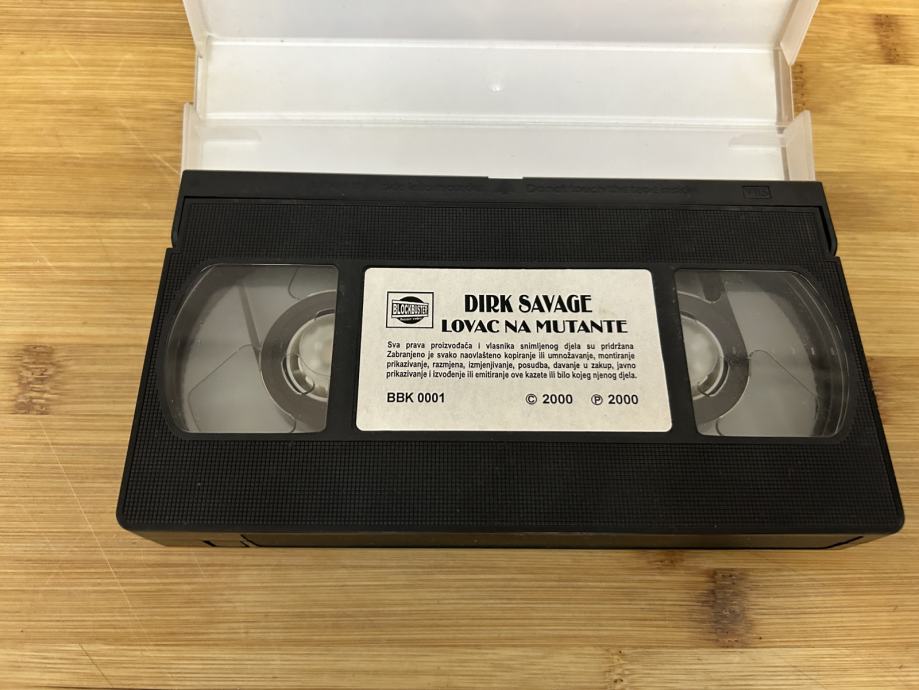 VHS
BLOCKBUSTER
DIRK SAVAGE
LOVAC NA MUTANTE
Sva prava proizvođača i vlasnika snimljenog djela su pridržana
Zabranjeno je svako naovlašteno kopiranje ili umnožavanje, montiranje
prikazivanje, razmjena, izmjenjivanje, posudba, davanje u zakup, javno
prikazivanje i izvođenje ili emitiranje ove kazete ili bilo kojeg njenog djela.
BBK 0001 © 2000 ℗ 2000